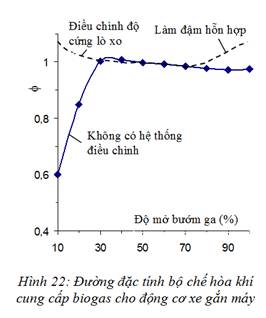 Điều chỉnh độ
cứng lò xo
Làm đậm hỗn hợp
1
0.8
0.6
0,4
ϕ
Không có hệ thống
điều chỉnh
Độ mở bướm ga (%)
10 30 50 70 90
Hình 22: Đường đặc tính bộ chế hòa khí
cung cấp biogas cho động cơ xe gắn máy